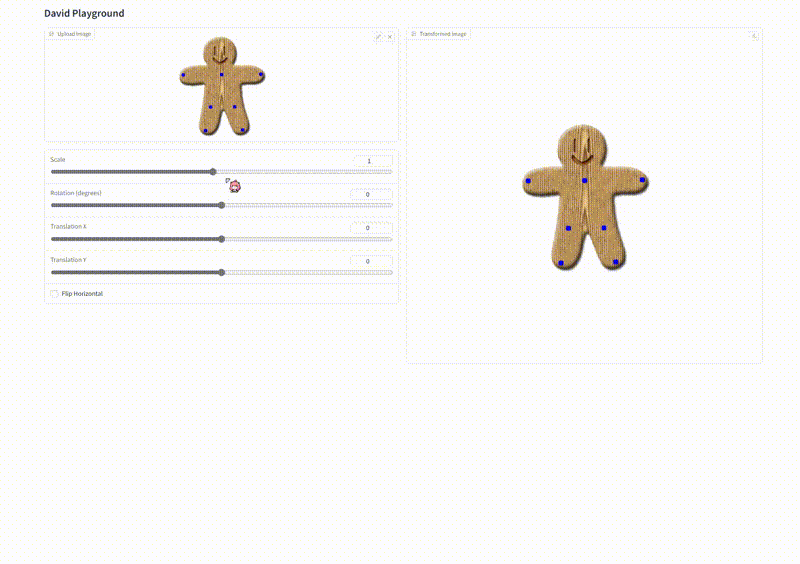 David Playground
Upload Image
Transformed Image
Scale
1
Rotation (degrees)
0
Translation X
0
Translation Y
0
Flip Horizontal